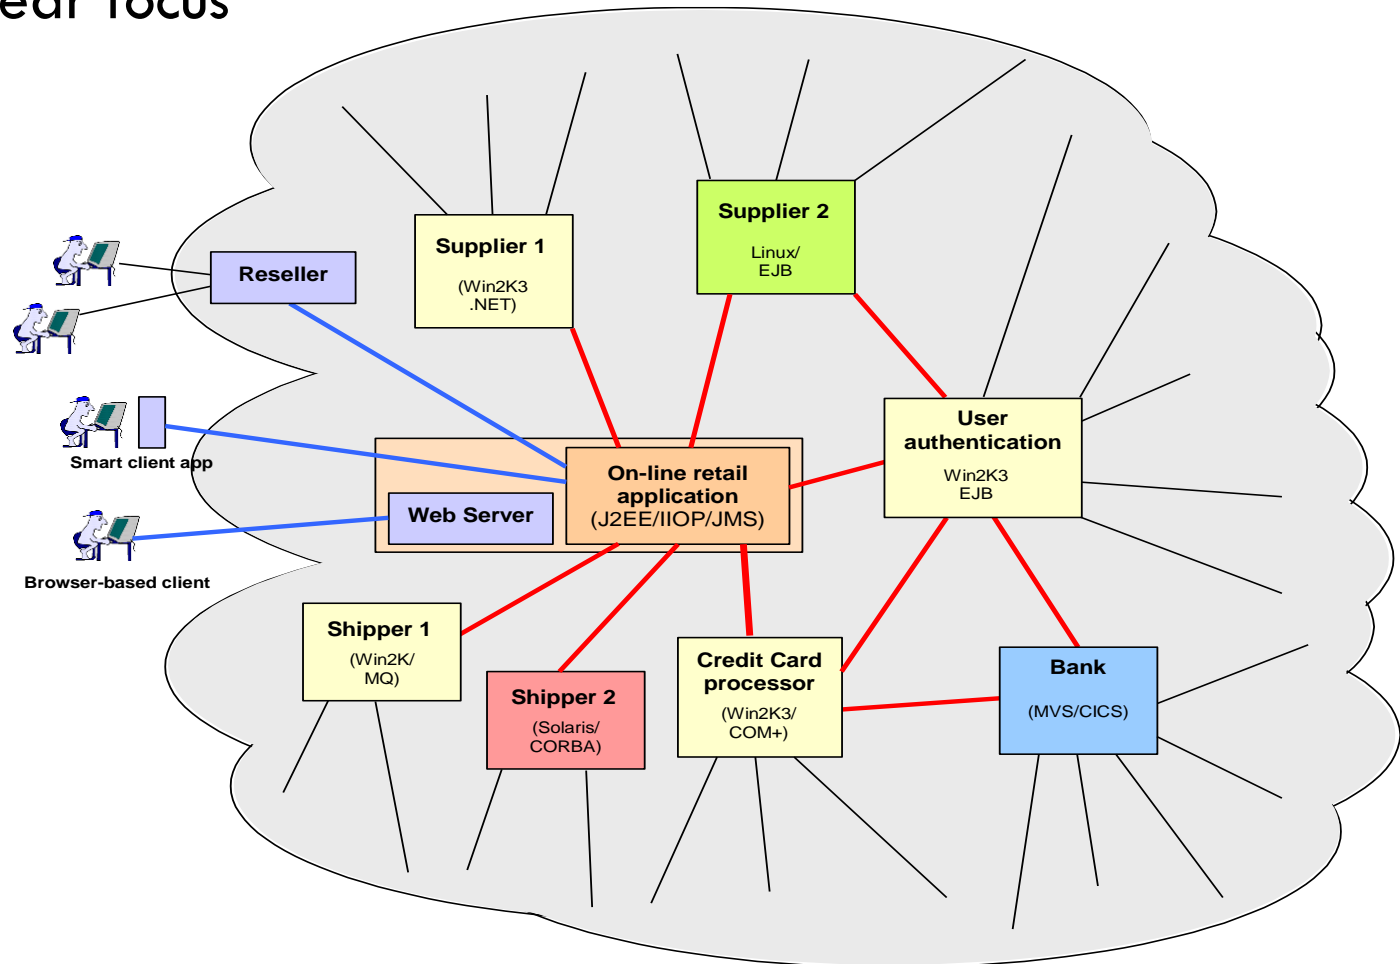 ear focus
Supplier 2
Linux/
EJB
Supplier 1
(Win2K3
.NET)
Reseller
User
authentication
Win2K3
EJB
Smart client app
On-line retail
application
(J2EE/IIOP/JMS)
Web Server
Browser-based client
Shipper 1
(Win2K/
MQ)
Shipper 2
(Solaris/
CORBA)
Credit Card
processor
(Win2K3/
COM+)
Bank
(MVS/CICS)